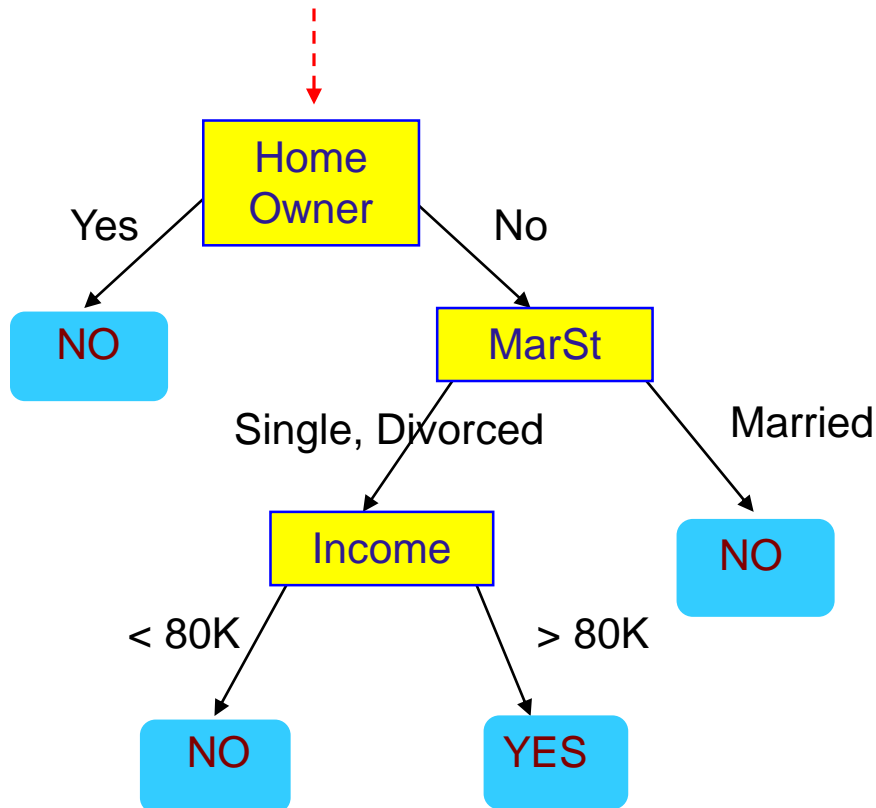 Home
Owner
Yes
No
NO
MarSt
Single, Divorced
Married
Income
NO
< 80K
> 80K
NO
YES